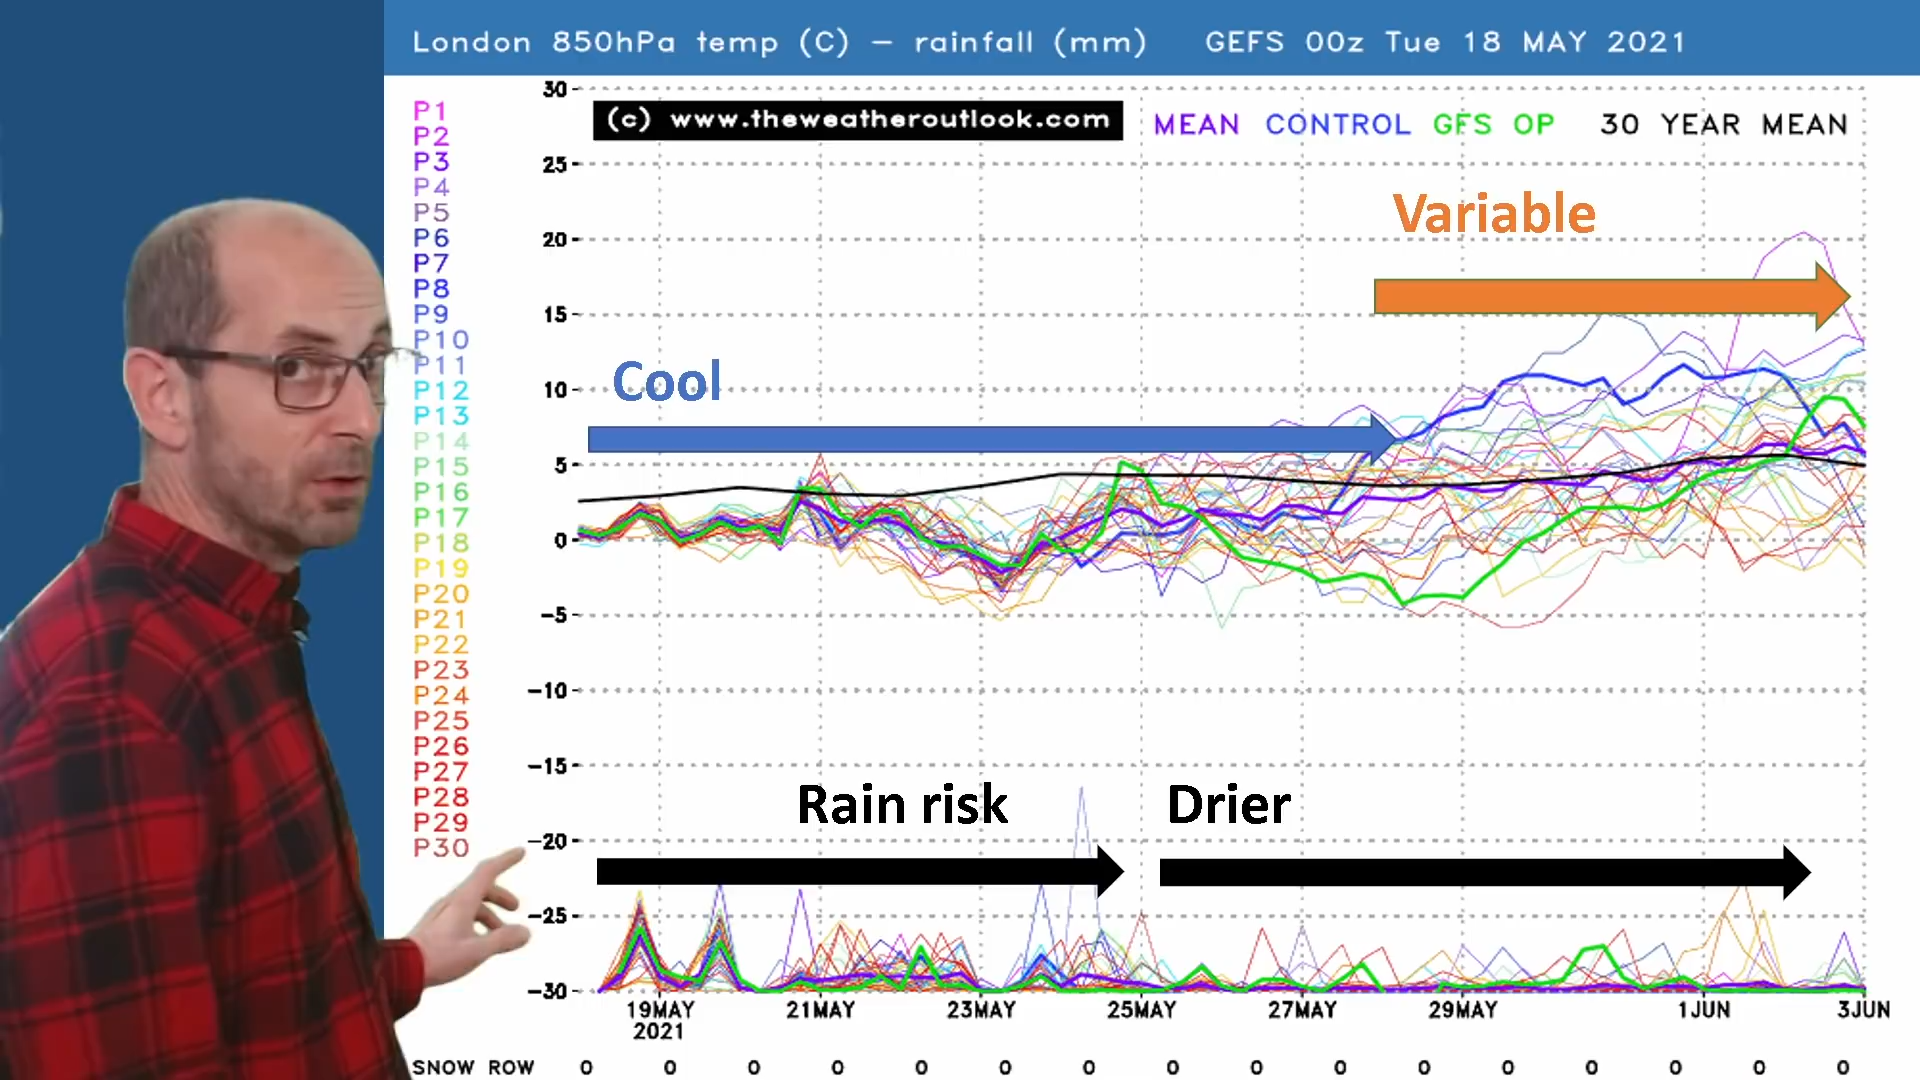 London 850hPa temp (C) – rainfall (mm) GEFS 00z Tue 18 MAY 2021
(c) www.theweatheroutlook.com MEAN CONTROL GFS OP 30 YEAR MEAN
P1
P2
P3
P4
P5
P6
P7
P8
P9
P10
P11
P12
P13
P14
P15
P16
P17
P18
P19
P20
P21
P22
P23
P24
P25
P26
P27
P28
P29
P30
30
25
20
15
10
5
0
-5
-10
-15
-20
-25
-30
Variable
Cool
Rain risk
Drier
19MAY 21MAY 23MAY 25MAY 27MAY 29MAY 1JUN 3JUN
2021
SNOW ROW 0 0 0 0 0 0 0 0 0 0 0 0 0 0 0 0